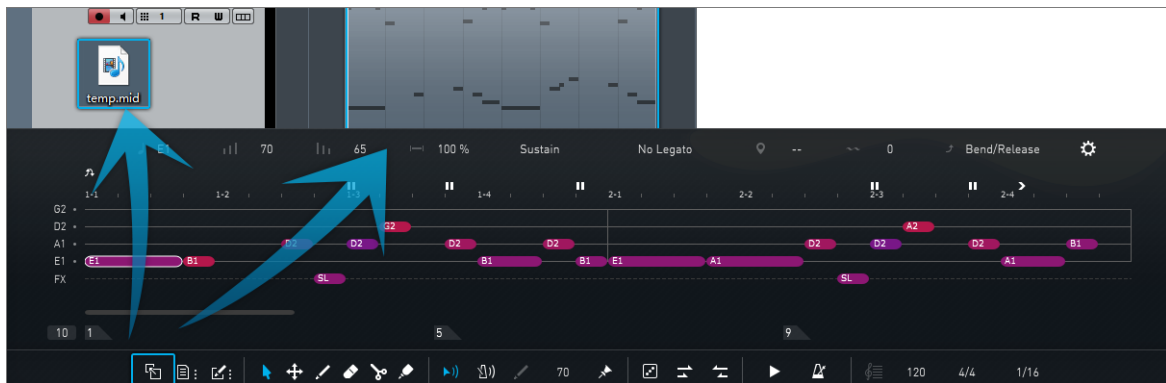 1 R W
temp.mid
E1 70 65 100 % Sustain No Legato -- 0 Bend/Release
1-1 1-2 1-3 1-4 2-1 2-2 2-3 2-4
G2
D2 G2 A2
A1 D2 D2 D2 D2 D2 D2 D2 B1
E1 E1 B1 B1 B1 E1 A1 A1
FX SL SL
10 1 5 9
70 120 4/4 1/16